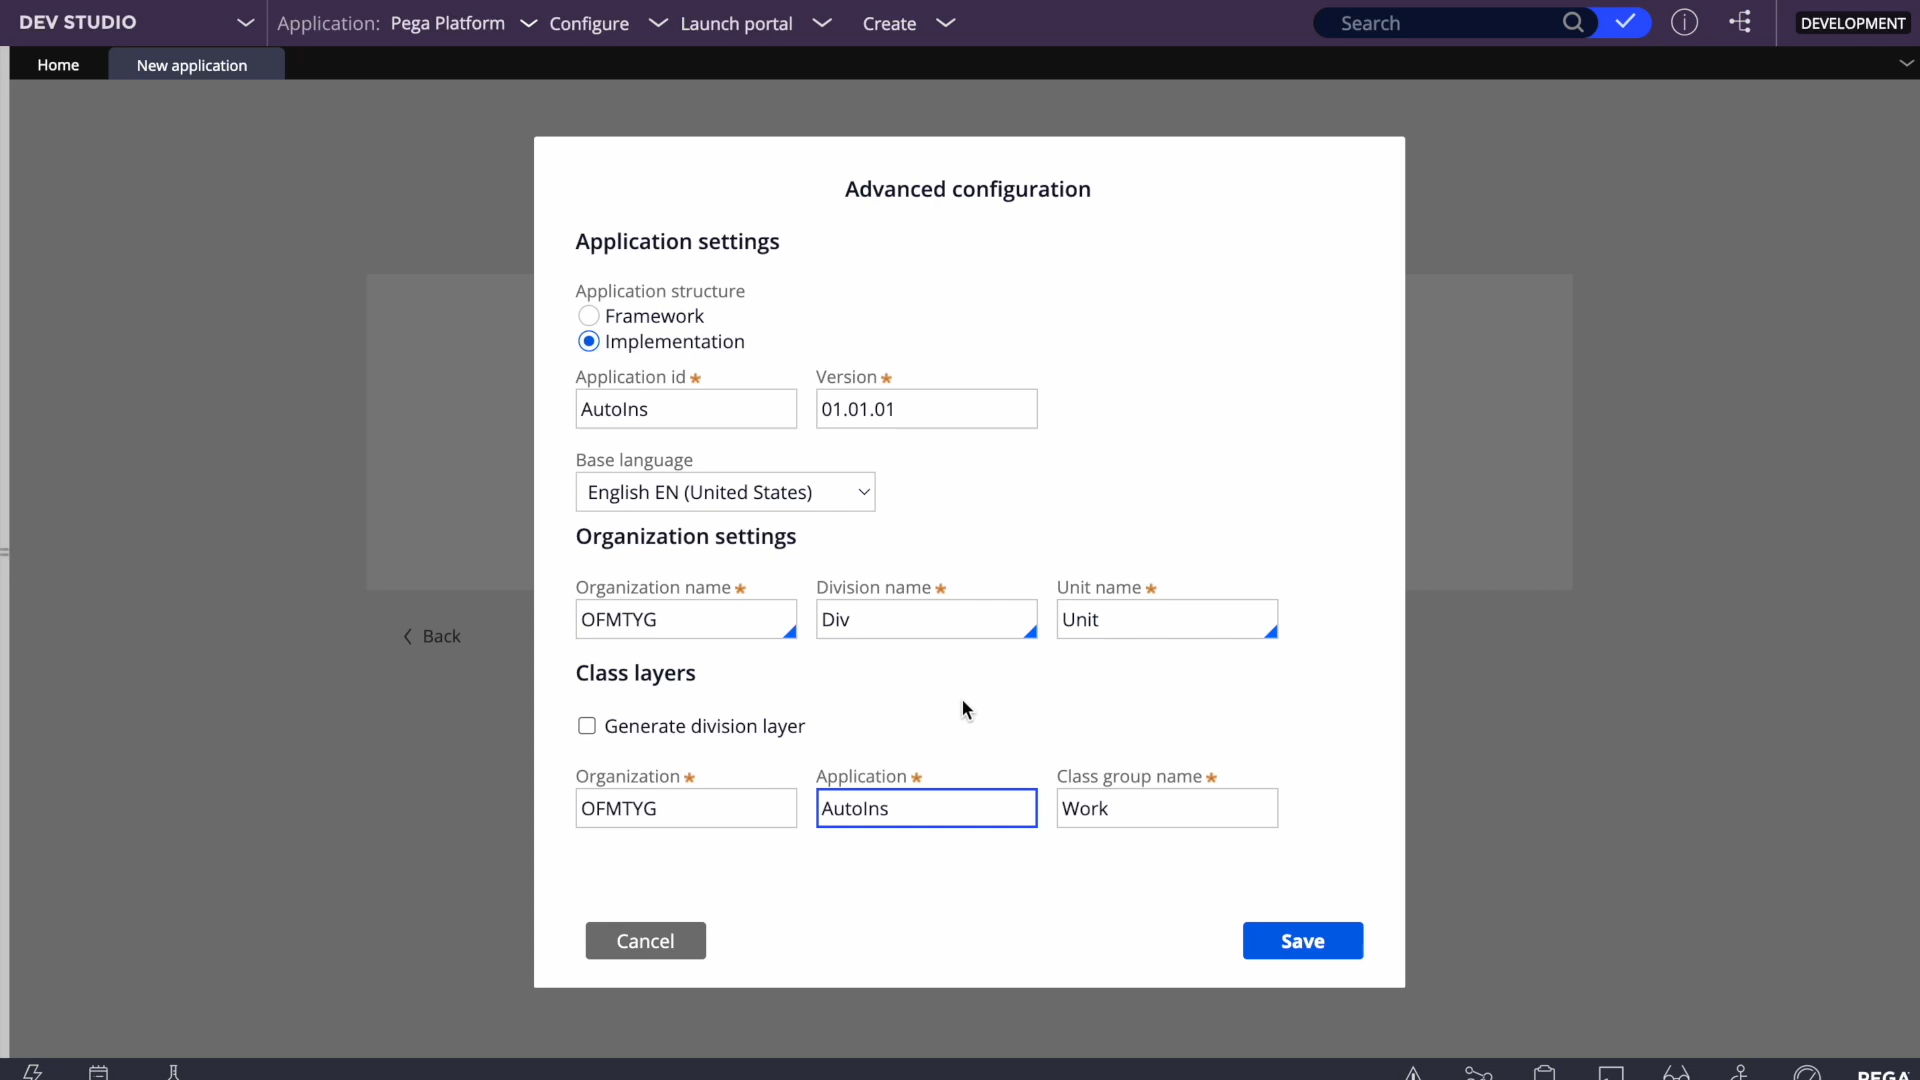 DEV STUDIO
Application: Pega Platform Configure Launch portal Create
Search
DEVELOPMENT
Home
New application
Advanced configuration
Application settings
Application structure
Framework
Implementation
Application id * Version *
AutoIns 01.01.01
Base language
English EN (United States)
Organization settings
Organization name * Division name * Unit name *
OFMTYG Div Unit
Back
Class layers
Generate division layer
Organization * Application * Class group name *
OFMTYG AutoIns Work
Cancel Save
PEGA